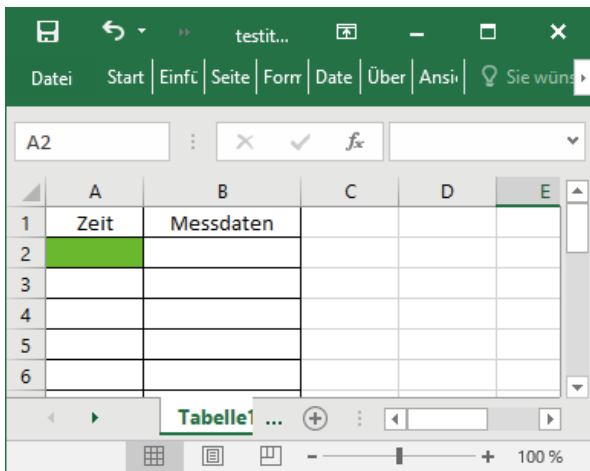 testit...
Datei Start Einfü Seite Form Date Über Ansi Sie wüns
A2 fx
A B C D E
1 Zeit Messdaten
2
3
4
5
6
Tabelle1 ...
100 %